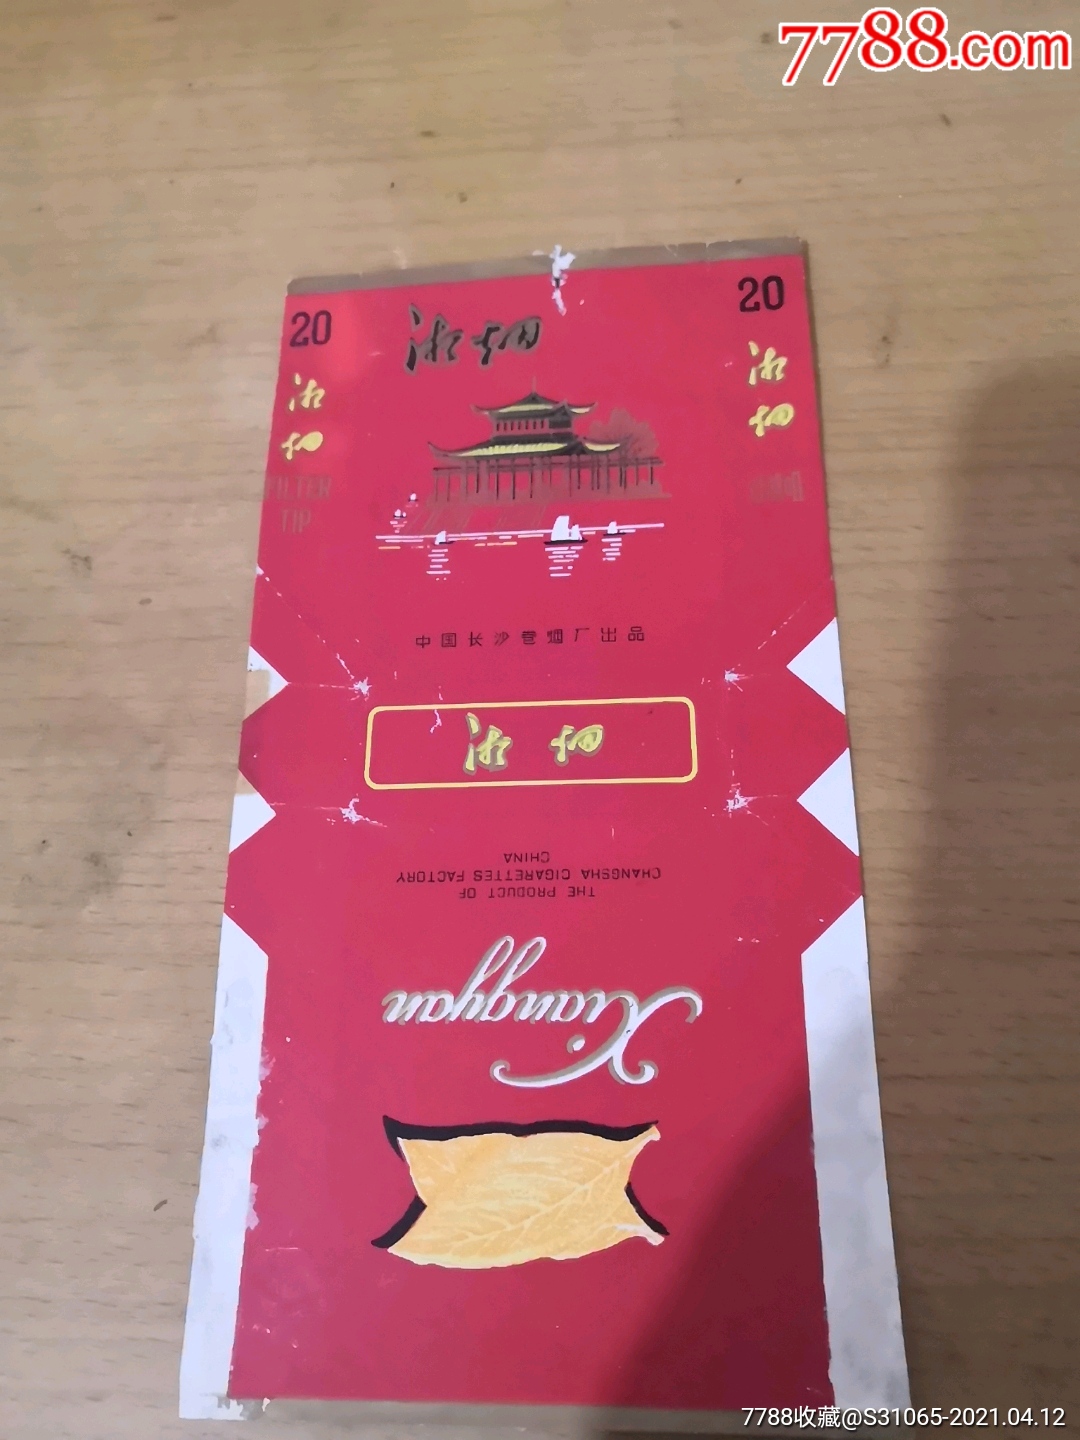 7788.com
20
湘烟
20
湘烟
湘烟
FILTER
TIP
中国长沙卷烟厂出品
湘烟
THE PRODUCT OF
CHANGSHA CIGARETTES FACTORY
CHINA
Xiangyan
7788收藏@S31065-2021.04.12